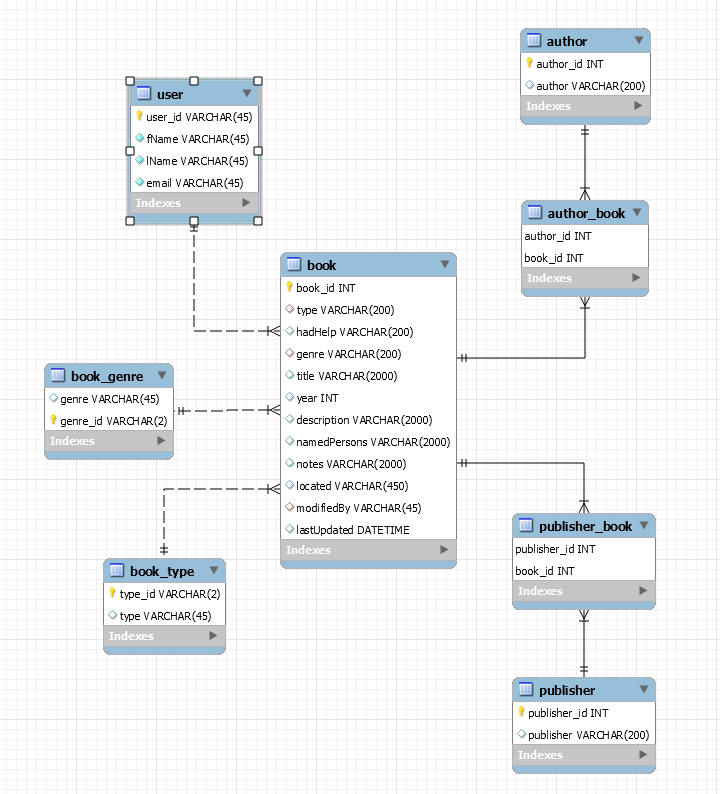 author
author_id INT
author VARCHAR(200)
Indexes
user
user_id VARCHAR(45)
fName VARCHAR(45)
lName VARCHAR(45)
email VARCHAR(45)
Indexes
author_book
author_id INT
book_id INT
Indexes
book
book_id INT
type VARCHAR(200)
hadHelp VARCHAR(200)
genre VARCHAR(200)
title VARCHAR(2000)
year INT
description VARCHAR(2000)
namedPersons VARCHAR(2000)
notes VARCHAR(2000)
located VARCHAR(450)
modifiedBy VARCHAR(45)
lastUpdated DATETIME
Indexes
book_genre
genre VARCHAR(45)
genre_id VARCHAR(2)
Indexes
book_type
type_id VARCHAR(2)
type VARCHAR(45)
Indexes
publisher_book
publisher_id INT
book_id INT
Indexes
publisher
publisher_id INT
publisher VARCHAR(200)
Indexes